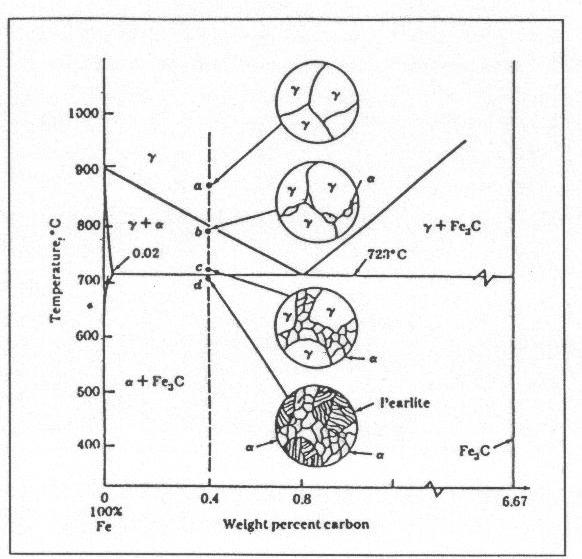 1000
900
800
700
600
500
400
Temperature, °C
γ
γ γ
γ
a
γ γ α
γ
γ + α
b
γ + Fe₃C
0.02
723°C
c
d
γ γ
γ
α
α + Fe₃C
Pearlite
α
α
Fe₃C
0 0.4 0.8 6.67
100%
Fe
Weight percent carbon